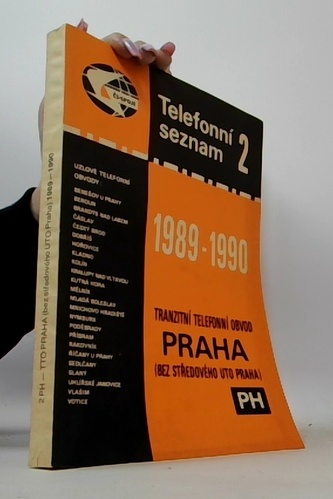 ČS-SPOJE
Telefonní
seznam 2
UZLOVÉ TELEFONNÍ
OBVODY:
BENEŠOV U PRAHY
BEROUN
BRANDÝS NAD LABEM
ČÁSLAV
ČESKÝ BROD
DOBŘÍŠ
HOŘOVICE
KLADNO
KOLÍN
KRALUPY NAD VLTAVOU
KUTNÁ HORA
MĚLNÍK
MLADÁ BOLESLAV
MNICHOVO HRADIŠTĚ
NYMBURK
PODĚBRADY
PŘÍBRAM
RAKOVNÍK
ŘÍČANY U PRAHY
SEDLČANY
SLANÝ
UHLÍŘSKÉ JANOVICE
VLAŠIM
VOTICE
1989-1990
TRANZITNÍ TELEFONNÍ OBVOD
PRAHA
(BEZ STŘEDOVÉHO UTO PRAHA)
PH
2 PH — TTO PRAHA (bez středového UTO Praha) 1989 — 1990